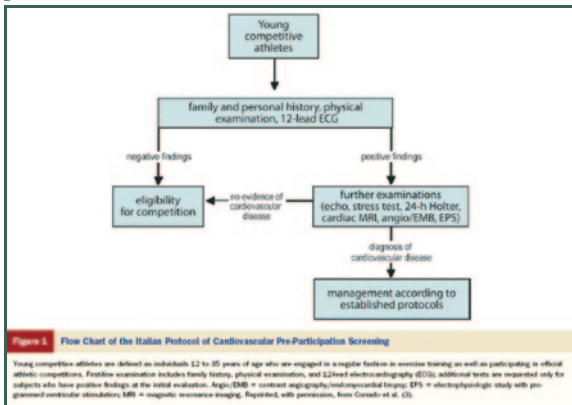 Young
competitive
athletes
family and personal history, physical
examination, 12-lead ECG
negative findings
positive findings
eligibility
for competition
no evidence of
cardiovascular
disease
further examinations
(echo, stress test, 24-h Holter,
cardiac MRI, angio/EMB, EPS)
diagnosis of
cardiovascular disease
management according to
established protocols
Figure 1 Flow Chart of the Italian Protocol of Cardiovascular Pre-Participation Screening
Young competitive athletes are defined as individuals 12 to 35 years of age who are engaged in a regular fashion in exercise training as well as participating in official
athletic competitions. First-line examination includes family history, physical examination, and 12-lead electrocardiography (ECG); additional tests are requested only for
subjects who have positive findings at the initial evaluation. Angio/EMB = contrast angiography/endomyocardial biopsy; EPS = electrophysiologic study with pro-
grammed ventricular stimulation; MRI = magnetic resonance imaging. Reprinted, with permission, from Corrado et al. (3).